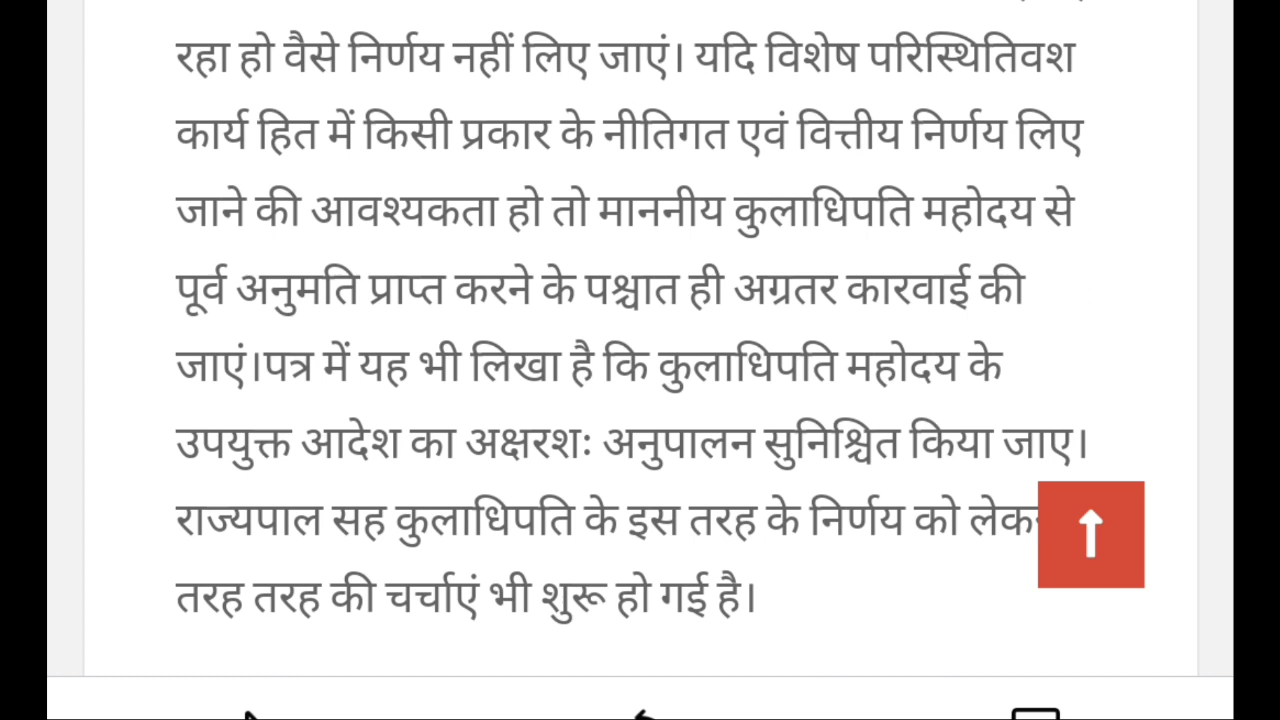 रहा हो वैसे निर्णय नहीं लिए जाएं। यदि विशेष परिस्थितिवश
कार्य हित में किसी प्रकार के नीतिगत एवं वित्तीय निर्णय लिए
जाने की आवश्यकता हो तो माननीय कुलाधिपति महोदय से
पूर्व अनुमति प्राप्त करने के पश्चात ही अग्रतर कारवाई की
जाएं।पत्र में यह भी लिखा है कि कुलाधिपति महोदय के
उपयुक्त आदेश का अक्षरशः अनुपालन सुनिश्चित किया जाए।
राज्यपाल सह कुलाधिपति के इस तरह के निर्णय को
तरह तरह की चर्चाएं भी शुरू हो गई है।